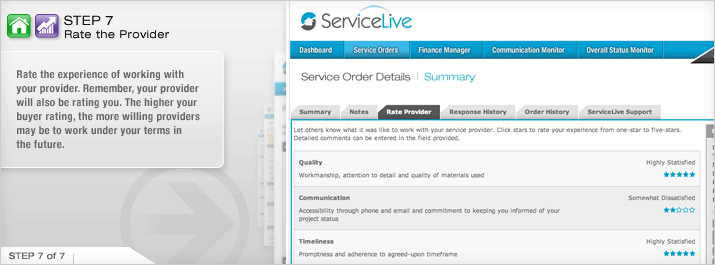 STEP 7
Rate the Provider
Rate the experience of working with
your provider. Remember, your provider
will also be rating you. The higher your
buyer rating, the more willing providers
may be to work under your terms in
the future.
STEP 7 of 7
ServiceLive
Dashboard Service Orders Finance Manager Communication Monitor Overall Status Monitor
Service Order Details | Summary
Summary Notes Rate Provider Response History Order History ServiceLive Support
Let others know what it was like to work with your service provider. Click stars to rate your experience from one-star to five-stars.
Detailed comments can be entered in the field provided.
Quality Highly Statisfied
Workmanship, attention to detail and quality of materials used
Communication Somewhat Dissatisfied
Accessibility through phone and email and commitment to keeping you informed of your
project status
Timeliness Highly Statisfied
Promptness and adherence to agreed-upon timeframe